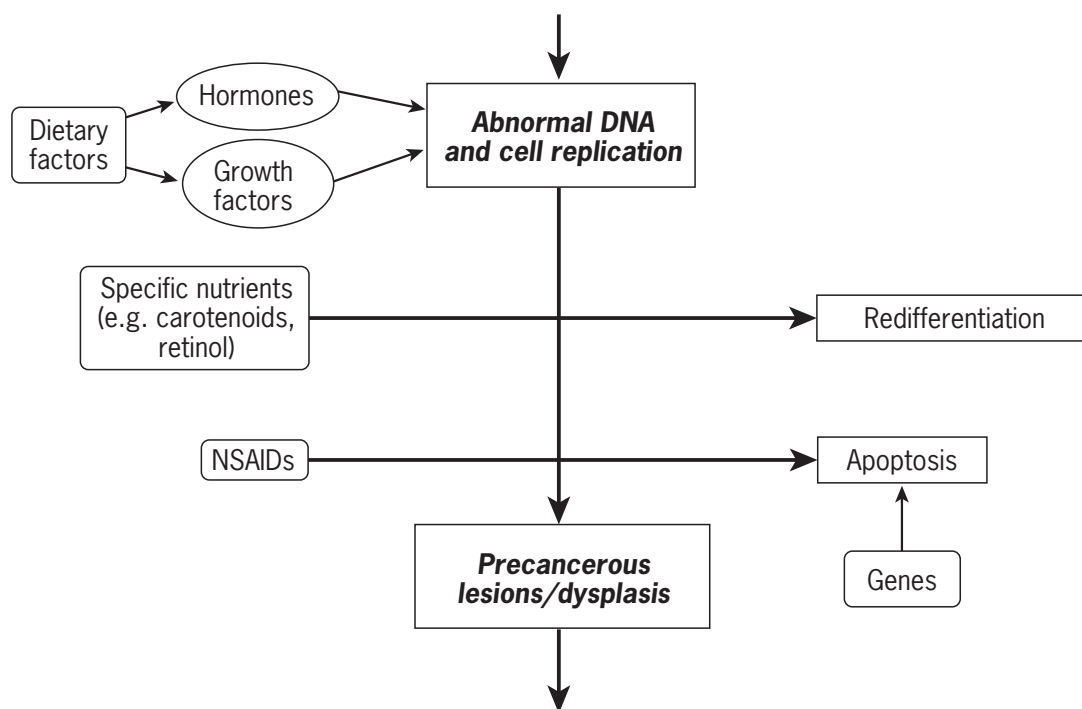 Hormones
Dietary
factors
Growth
factors
Abnormal DNA
and cell replication
Specific nutrients
(e.g. carotenoids,
retinol)
Redifferentiation
NSAIDs
Apoptosis
Precancerous
lesions/dysplasis
Genes